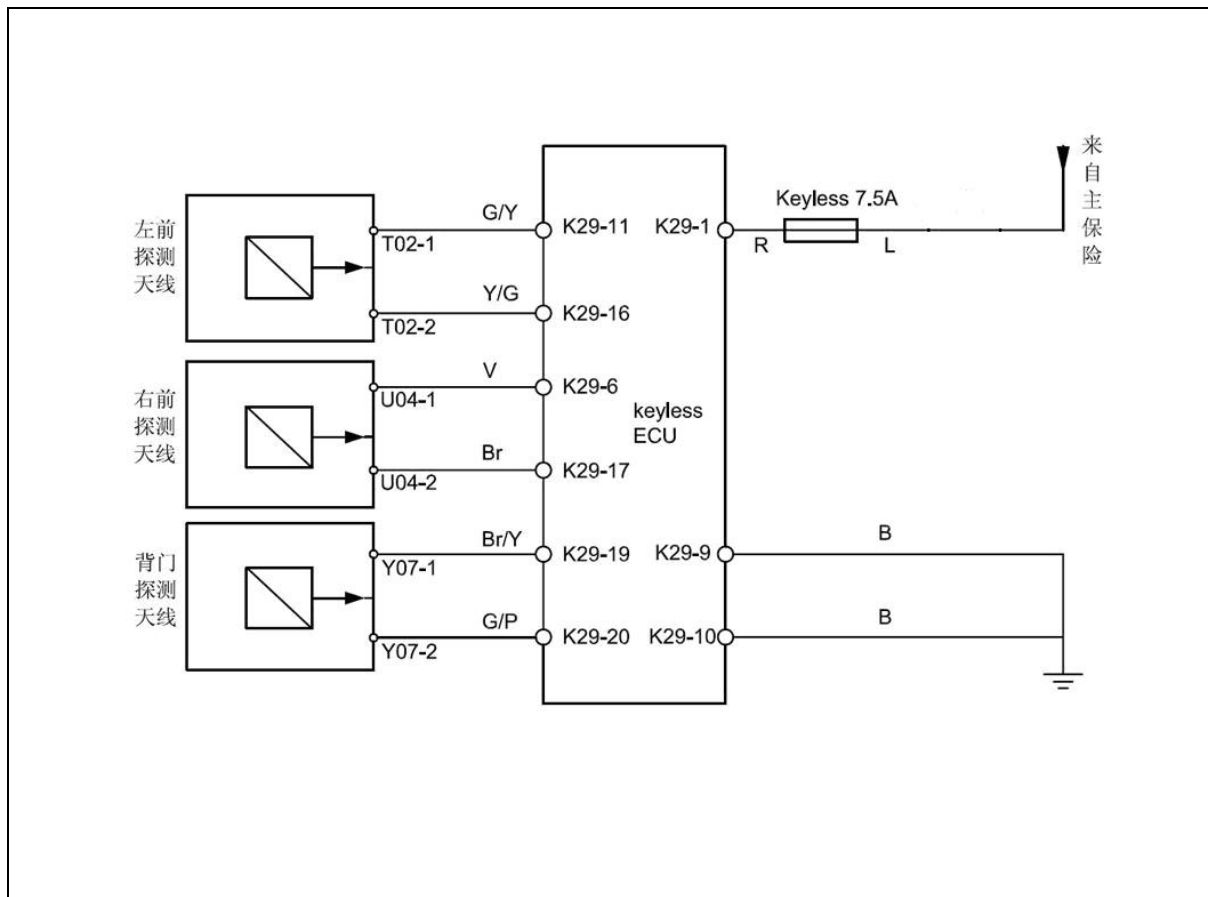 来
自
主
保
险
Keyless 7.5A
R
L
左前
探测
天线
T02-1
G/Y
K29-11
K29-1
T02-2
Y/G
K29-16
右前
探测
天线
U04-1
V
K29-6
keyless
ECU
U04-2
Br
K29-17
背门
探测
天线
Y07-1
Br/Y
K29-19
K29-9
B
Y07-2
G/P
K29-20
K29-10
B